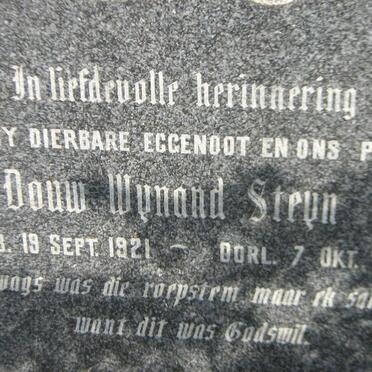 In liefdevolle herinnering
Y DIERBARE EGGENOOT EN ONS P
Douw Wynand Steyn
B. 19 SEPT. 1921 - OORL. 7 OKT.
wags was die roepstem maar ek sal
want dit was Godswil.